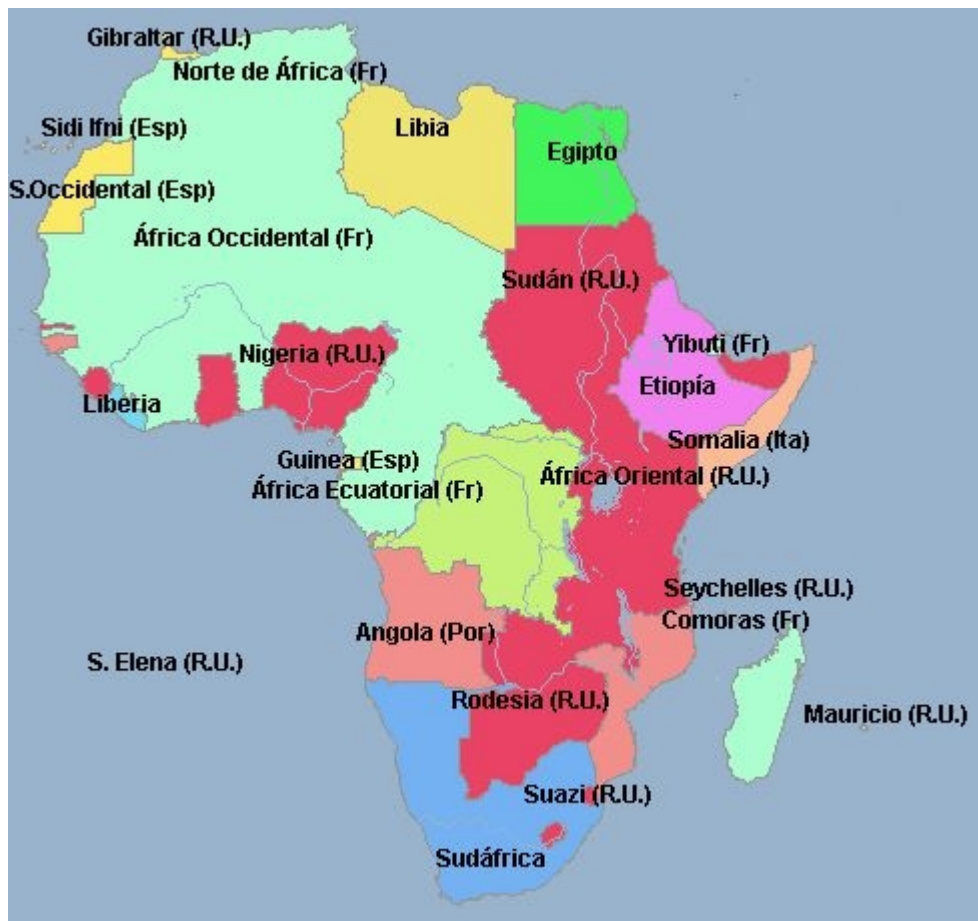 Gibraltar (R.U.)
Norte de África (Fr)
Sidi Ifni (Esp)
Libia
Egipto
S.Occidental (Esp)
África Occidental (Fr)
Sudán (R.U.)
Nigeria (R.U.)
Yibuti (Fr)
Etiopía
Liberia
Somalia (Ita)
Guinea (Esp)
África Oriental (R.U.)
África Ecuatorial (Fr)
Seychelles (R.U.)
Comoras (Fr)
Angola (Por)
S. Elena (R.U.)
Rodesia (R.U.)
Mauricio (R.U.)
Suazi (R.U.)
Sudáfrica